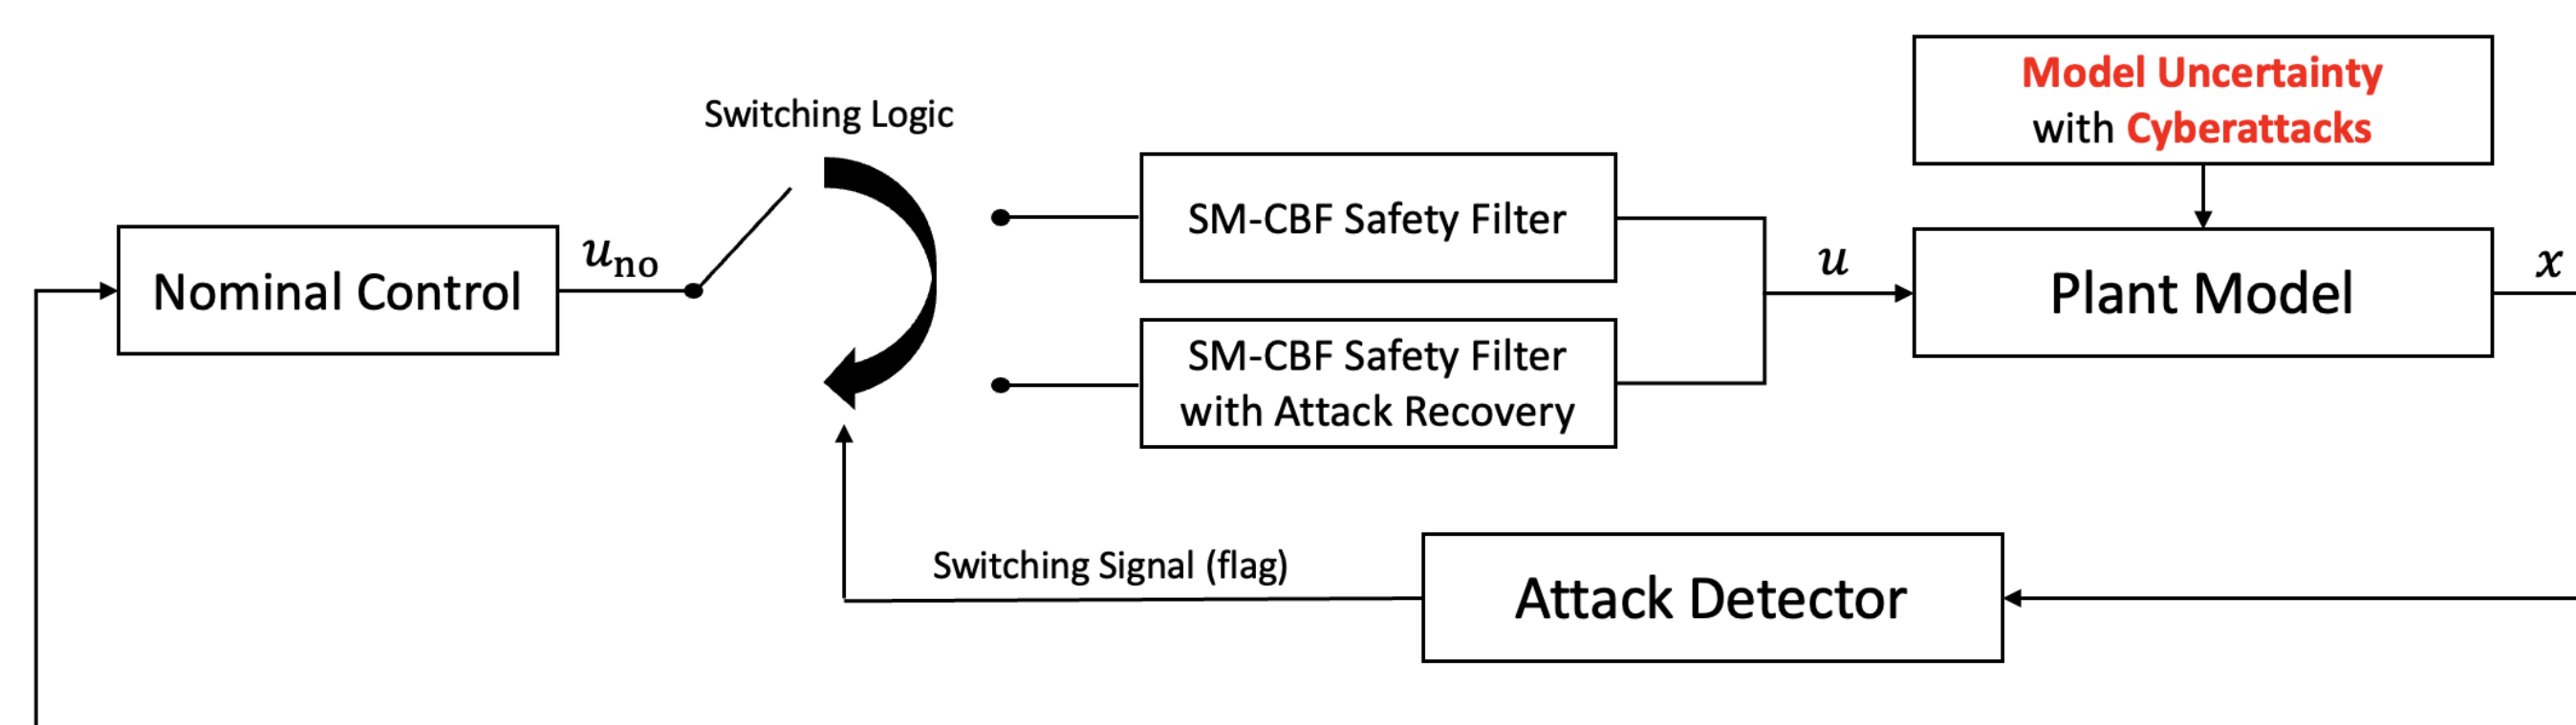 Model Uncertainty
with Cyberattacks
Switching Logic
SM-CBF Safety Filter
Nominal Control
uno
u
Plant Model
x
SM-CBF Safety Filter
with Attack Recovery
Switching Signal (flag)
Attack Detector